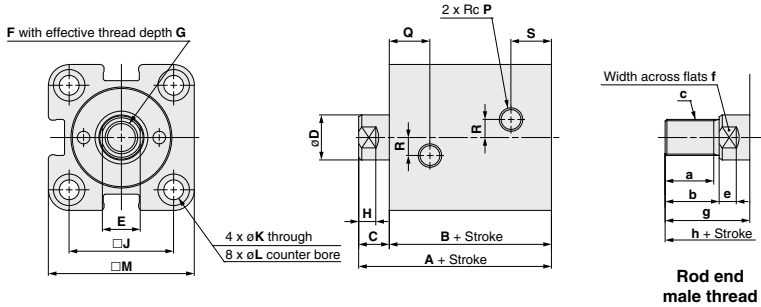 F with effective thread depth G
E
□J
□M
4 x øK through
8 x øL counter bore
2 x Rc P
Q
S
øD
R
R
H
C
B + Stroke
A + Stroke
Width across flats f
c
a
b
e
g
h + Stroke
Rod end
male thread